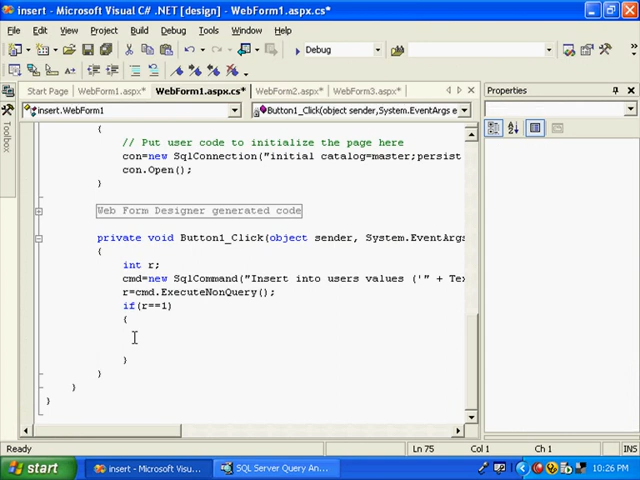 insert - Microsoft Visual C# .NET [design] - WebForm1.aspx.cs*
File Edit View Project Build Debug Tools Window Help
Debug
Start Page WebForm1.aspx* WebForm1.aspx.cs* WebForm2.aspx.* WebForm3.aspx.*
insert.WebForm1 Button1_Click(object sender,System.EventArgs e
Toolbox
{
// Put user code to initialize the page here
con=new SqlConnection("initial catalog=master;persist
con.Open();
}
Web Form Designer generated code
private void Button1_Click(object sender, System.EventArgs
{
int r;
cmd=new SqlCommand("Insert into users values ('" + Tex
r=cmd.ExecuteNonQuery();
if(r==1)
{
}
}
}
}
Properties
Ready Ln 75 Col 1 Ch 1 INS
start insert - Microsoft Visu... SQL Server Query An... 10:26 PM